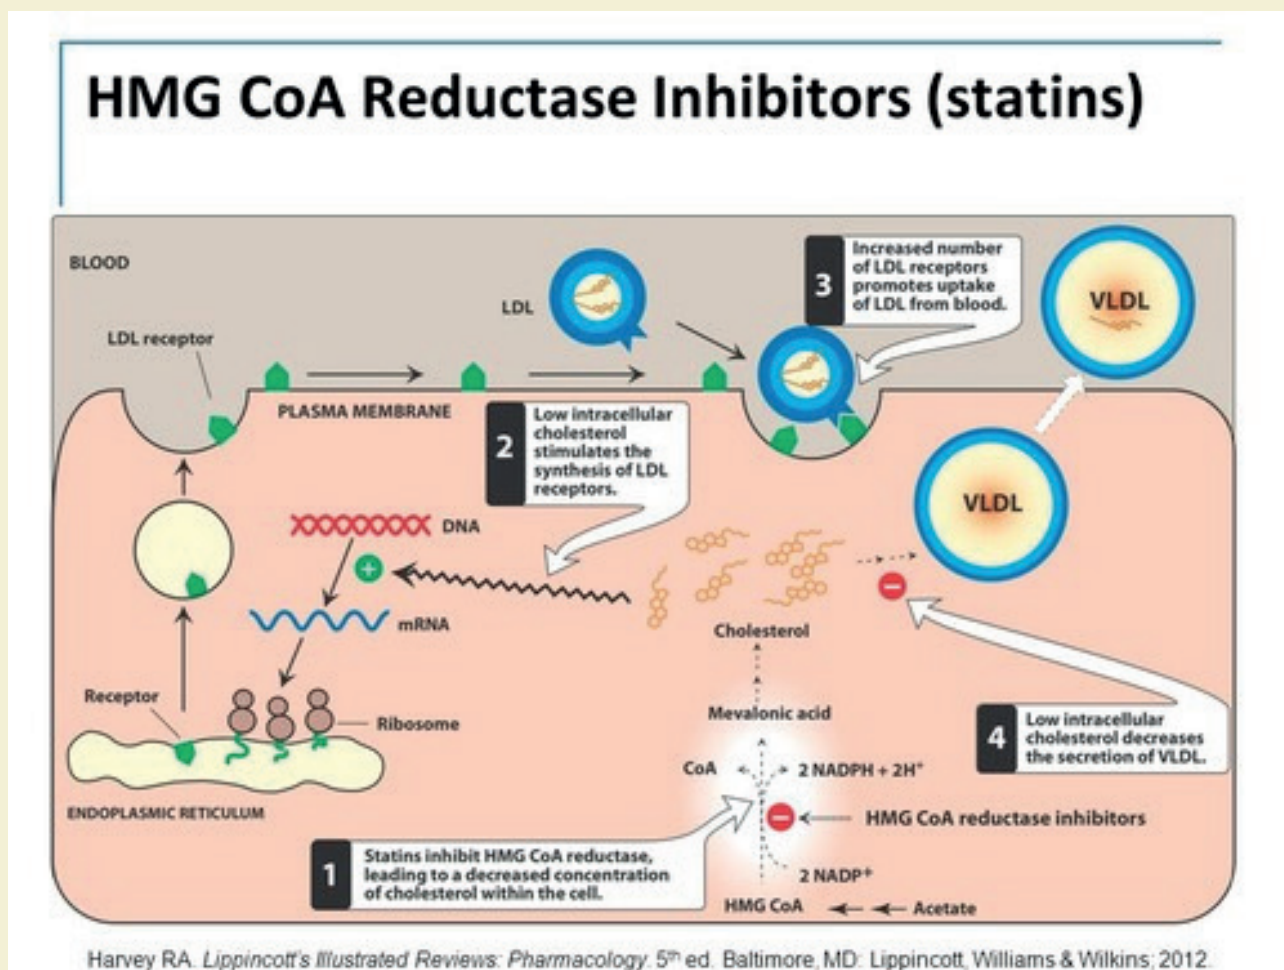 HMG CoA Reductase Inhibitors (statins)
BLOOD
LDL receptor
LDL
3
Increased number
of LDL receptors
promotes uptake
of LDL from blood.
VLDL
PLASMA MEMBRANE
2
Low intracellular
cholesterol
stimulates the
synthesis of LDL
receptors.
VLDL
DNA
+
−
mRNA
Cholesterol
Receptor
Ribosome
Mevalonic acid
4
Low intracellular
cholesterol decreases
the secretion of VLDL.
CoA
2 NADPH + 2H⁺
ENDOPLASMIC RETICULUM
−
HMG CoA reductase inhibitors
1
Statins inhibit HMG CoA reductase,
leading to a decreased concentration
of cholesterol within the cell.
2 NADP⁺
HMG CoA
Acetate
Harvey RA. Lippincott's Illustrated Reviews: Pharmacology. 5th ed. Baltimore, MD: Lippincott, Williams & Wilkins; 2012.